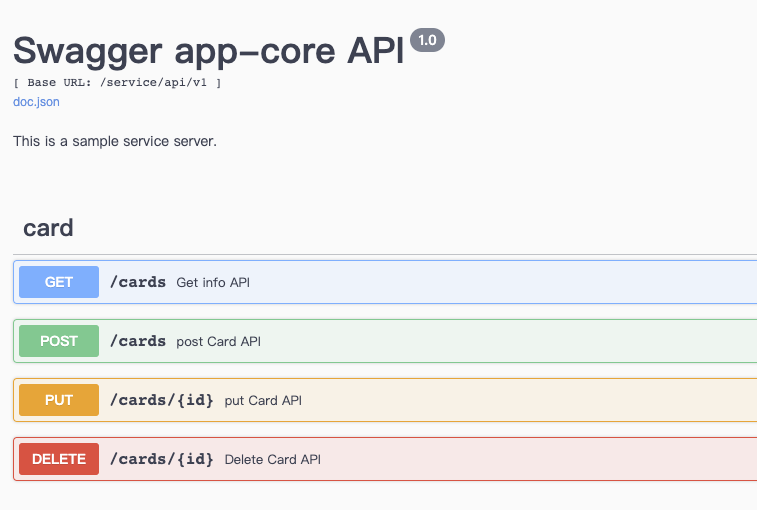 Swagger app-core API 1.0
[ Base URL: /service/api/v1 ]
doc.json
This is a sample service server.
card
GET /cards Get info API
POST /cards post Card API
PUT /cards/{id} put Card API
DELETE /cards/{id} Delete Card API